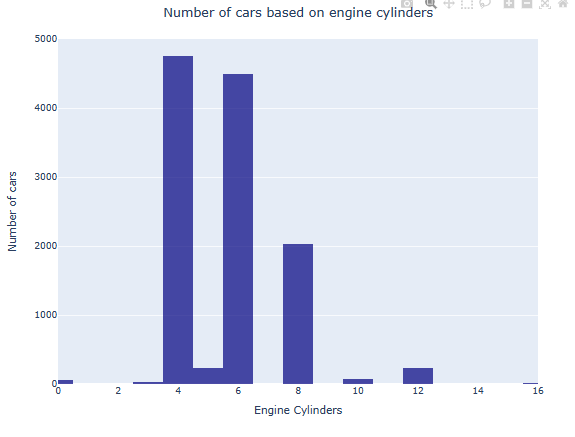 Number of cars based on engine cylinders
5000
4000
3000
2000
1000
0
Number of cars
0 2 4 6 8 10 12 14 16
Engine Cylinders